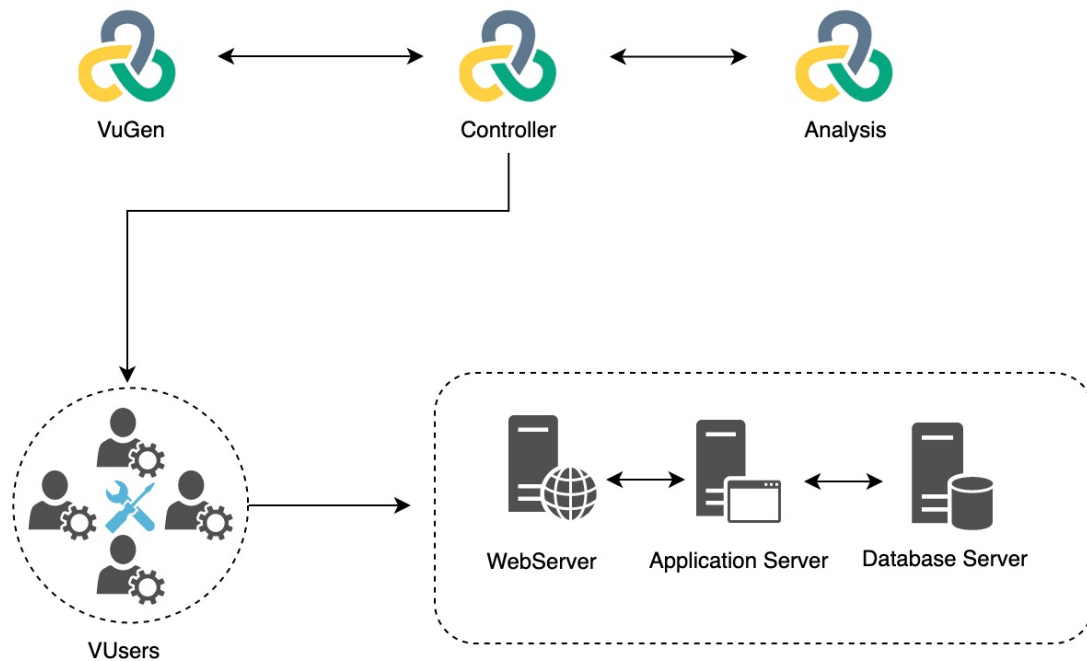 VuGen
Controller
Analysis
WebServer
Application Server
Database Server
VUsers